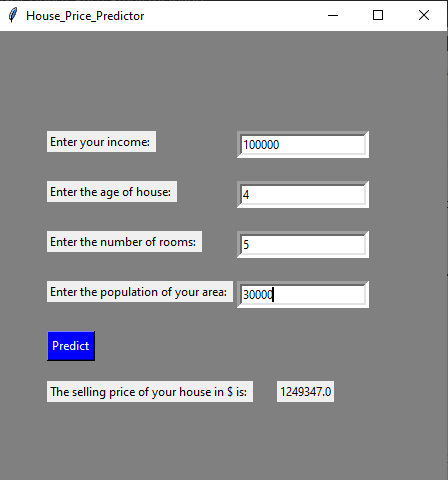 House_Price_Predictor
Enter your income: 100000
Enter the age of house: 4
Enter the number of rooms: 5
Enter the population of your area: 30000
Predict
The selling price of your house in $ is: 1249347.0